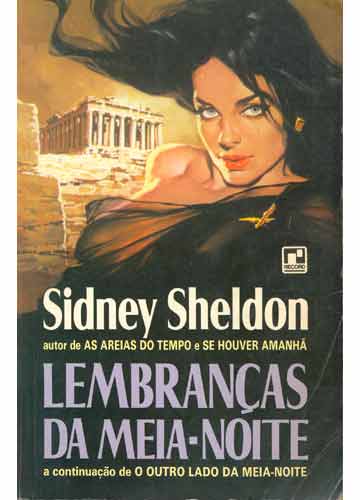 RECORD
Sidney Sheldon
autor de AS AREIAS DO TEMPO e SE HOUVER AMANHÃ
LEMBRANÇAS
DA MEIA-NOITE
a continuação de O OUTRO LADO DA MEIA-NOITE